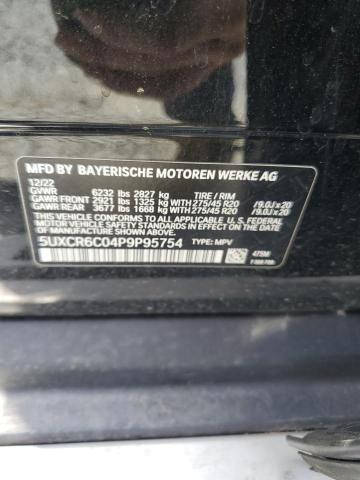 MFD BY BAYERISCHE MOTOREN WERKE AG
12/22
GVWR 6232 lbs 2827 kg TIRE / RIM
GAWR FRONT 2921 lbs 1325 kg WITH 275/45 R20 /9.0J x 20
GAWR REAR 3677 lbs 1668 kg WITH 275/45 R20 /9.0J x 20
THIS VEHICLE CONFORMS TO ALL APPLICABLE U.S. FEDERAL
MOTOR VEHICLE SAFETY STANDARDS IN EFFECT ON THE DATE OF
MANUFACTURE SHOWN ABOVE.
5UXCR6C04P9P95754 TYPE: MPV
475M